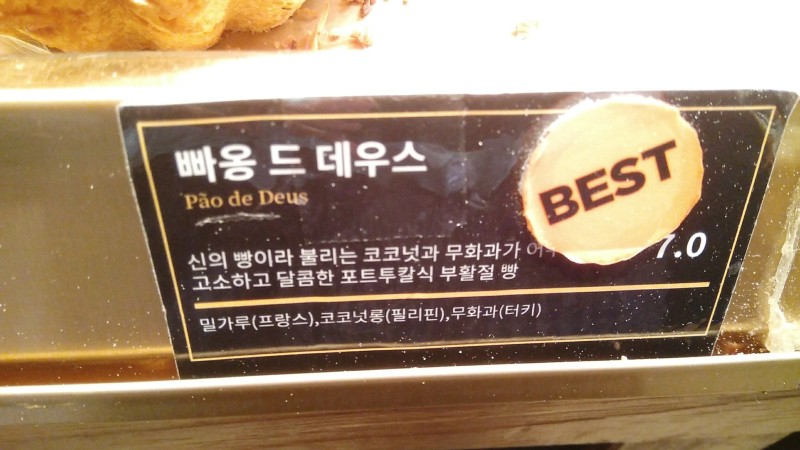 빠옹 드 데우스
Pão de Deus
BEST
신의 빵이라 불리는 코코넛과 무화과가
7.0
고소하고 달콤한 포트투칼식 부활절 빵
밀가루(프랑스),코코넛롱(필리핀),무화과(터키)